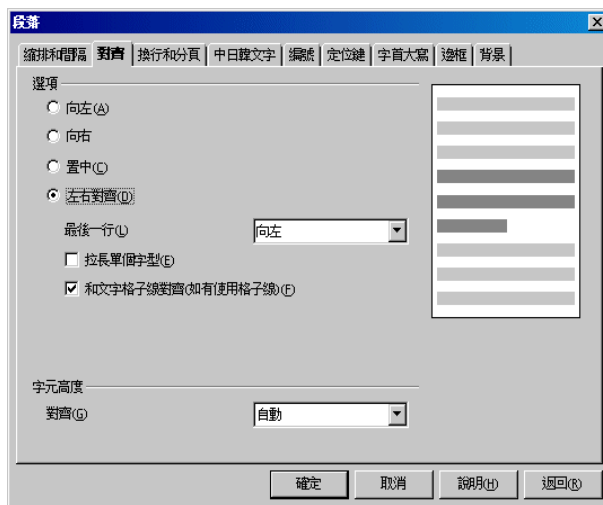 段落
縮排和間隔 對齊 換行和分頁 中日韓文字 編號 定位鍵 字首大寫 邊框 背景
選項
向左(A)
向右
置中(C)
左右對齊(D)
最後一行(L) 向左
拉長單個字型(E)
和文字格子線對齊(如有使用格子線)(F)
字元高度
對齊(G) 自動
確定 取消 說明(H) 返回(R)